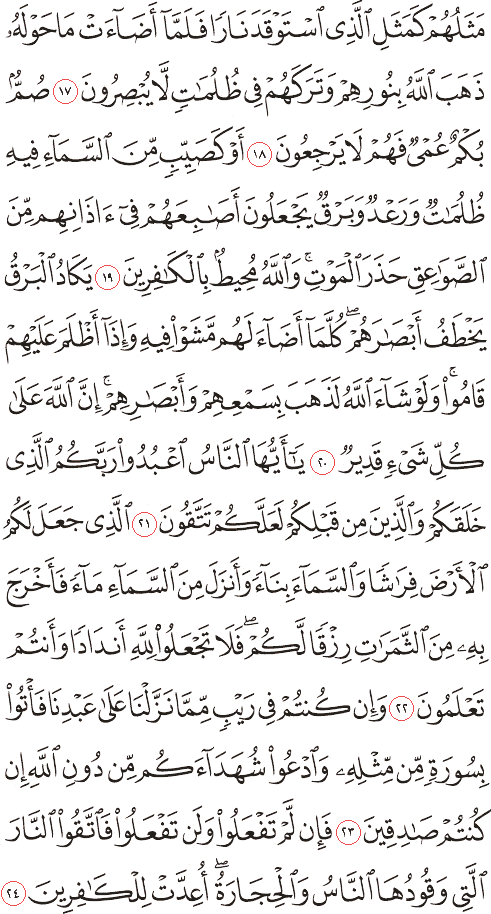 مَثَلُهُمْ كَمَثَلِ ٱلَّذِى ٱسْتَوْقَدَ نَارًا فَلَمَّآ أَضَآءَتْ مَا حَوْلَهُۥ
ذَهَبَ ٱللَّهُ بِنُورِهِمْ وَتَرَكَهُمْ فِى ظُلُمَٰتٍ لَّا يُبْصِرُونَ ١٧ صُمٌّۢ
بُكْمٌ عُمْىٌ فَهُمْ لَا يَرْجِعُونَ ١٨ أَوْ كَصَيِّبٍ مِّنَ ٱلسَّمَآءِ فِيهِ
ظُلُمَٰتٌ وَرَعْدٌ وَبَرْقٌ يَجْعَلُونَ أَصَٰبِعَهُمْ فِىٓ ءَاذَانِهِم مِّنَ
ٱلصَّوَٰعِقِ حَذَرَ ٱلْمَوْتِ ۚ وَٱللَّهُ مُحِيطٌۢ بِٱلْكَٰفِرِينَ ١٩ يَكَادُ ٱلْبَرْقُ
يَخْطَفُ أَبْصَٰرَهُمْ ۖ كُلَّمَآ أَضَآءَ لَهُم مَّشَوْا۟ فِيهِ وَإِذَآ أَظْلَمَ عَلَيْهِمْ
قَامُوا۟ ۚ وَلَوْ شَآءَ ٱللَّهُ لَذَهَبَ بِسَمْعِهِمْ وَأَبْصَٰرِهِمْ ۚ إِنَّ ٱللَّهَ عَلَىٰ
كُلِّ شَىْءٍ قَدِيرٌ ٢٠ يَٰٓأَيُّهَا ٱلنَّاسُ ٱعْبُدُوا۟ رَبَّكُمُ ٱلَّذِى
خَلَقَكُمْ وَٱلَّذِينَ مِن قَبْلِكُمْ لَعَلَّكُمْ تَتَّقُونَ ٢١ ٱلَّذِى جَعَلَ لَكُمُ
ٱلْأَرْضَ فِرَٰشًا وَٱلسَّمَآءَ بِنَآءً وَأَنزَلَ مِنَ ٱلسَّمَآءِ مَآءً فَأَخْرَجَ
بِهِۦ مِنَ ٱلثَّمَرَٰتِ رِزْقًا لَّكُمْ ۖ فَلَا تَجْعَلُوا۟ لِلَّهِ أَندَادًا وَأَنتُمْ
تَعْلَمُونَ ٢٢ وَإِن كُنتُمْ فِى رَيْبٍ مِّمَّا نَزَّلْنَا عَلَىٰ عَبْدِنَا فَأْتُوا۟
بِسُورَةٍ مِّن مِّثْلِهِۦ وَٱدْعُوا۟ شُهَدَآءَكُم مِّن دُونِ ٱللَّهِ إِن
كُنتُمْ صَٰدِقِينَ ٢٣ فَإِن لَّمْ تَفْعَلُوا۟ وَلَن تَفْعَلُوا۟ فَٱتَّقُوا۟ ٱلنَّارَ
ٱلَّتِى وَقُودُهَا ٱلنَّاسُ وَٱلْحِجَارَةُ ۖ أُعِدَّتْ لِلْكَٰفِرِينَ ٢٤